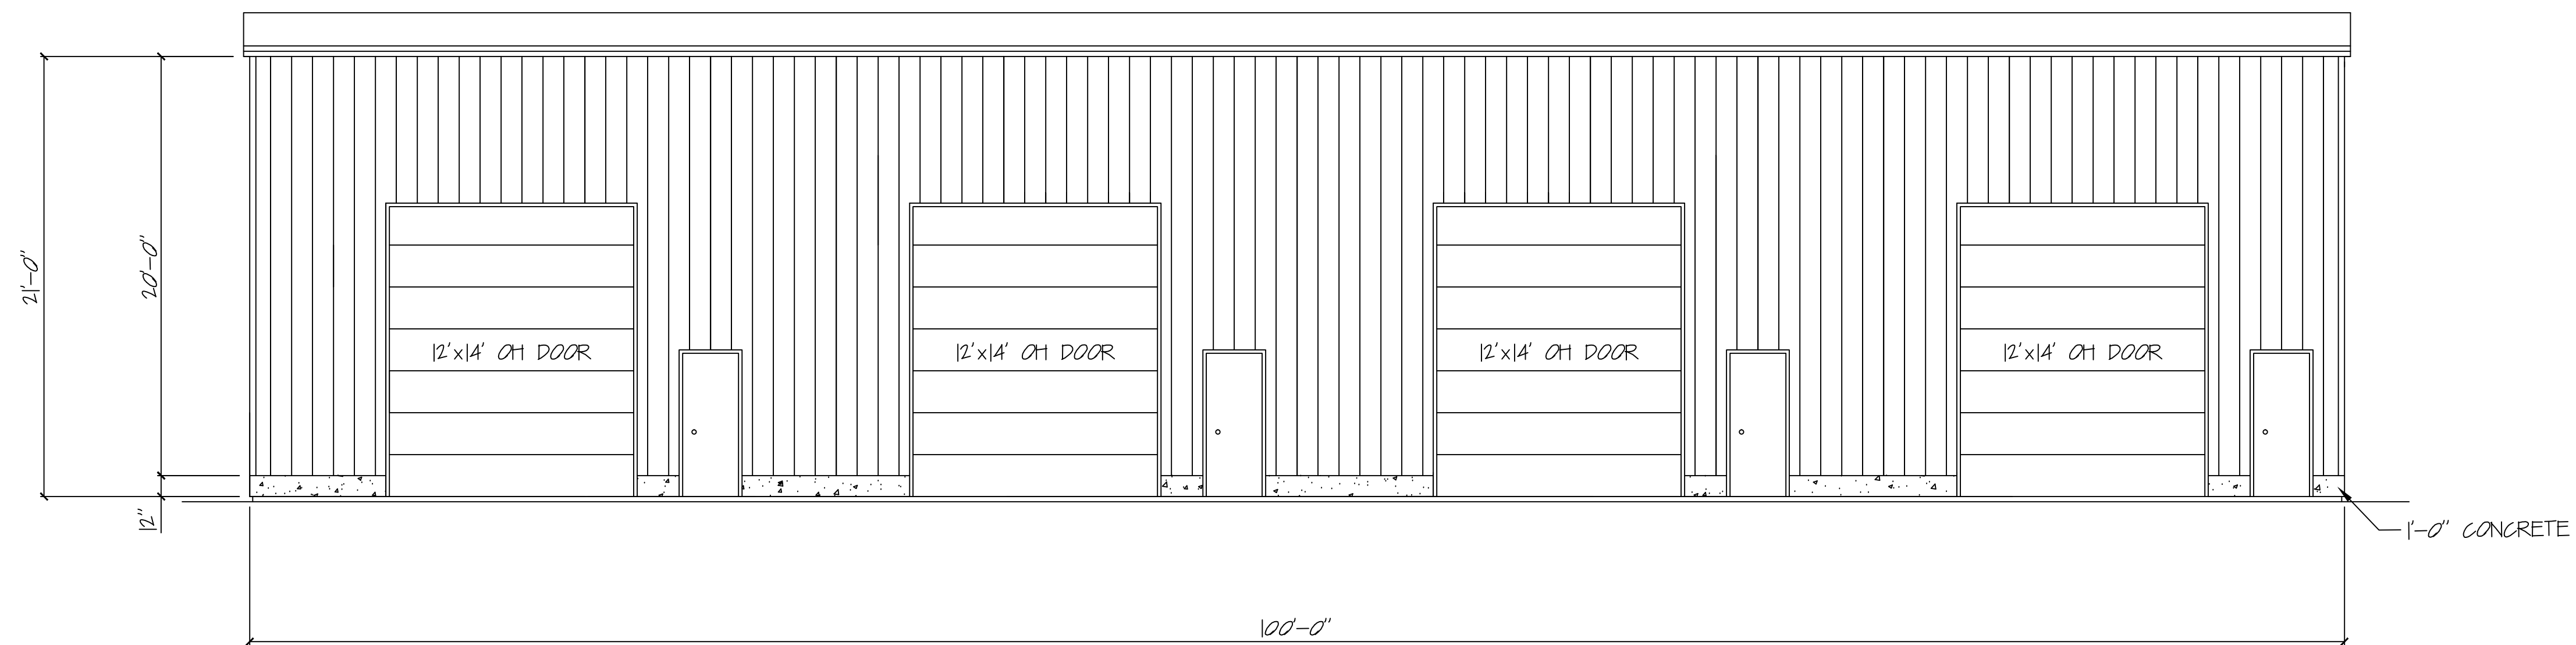 21'-0"
20'-0"
12'x14' OH DOOR
12'x14' OH DOOR
12'x14' OH DOOR
12'x14' OH DOOR
12"
1'-0" CONCRETE
100'-0"